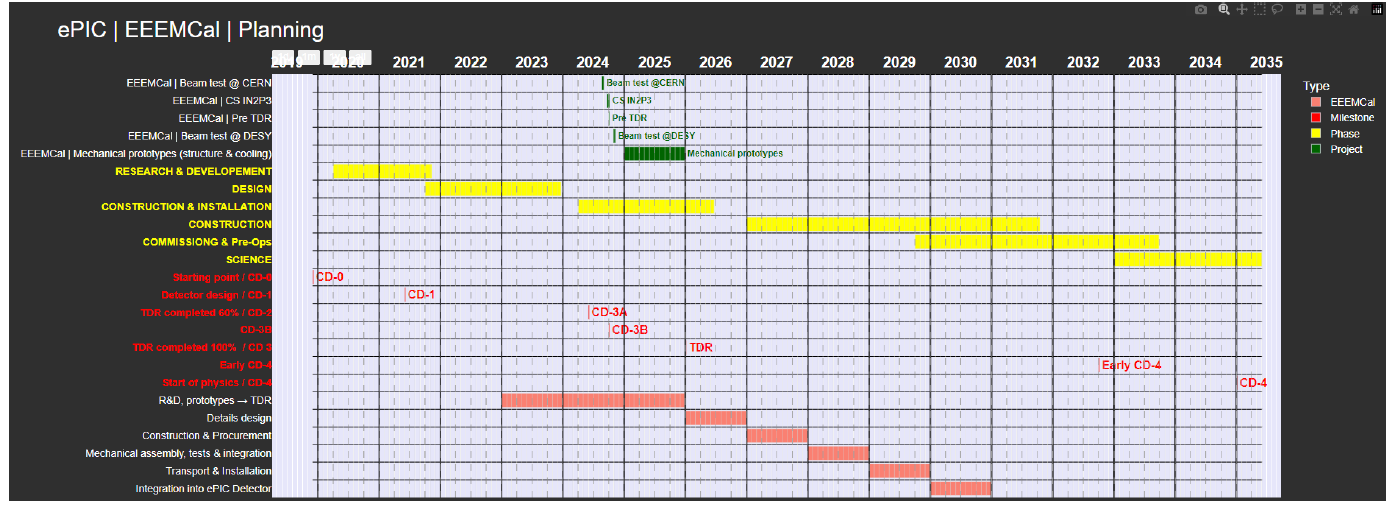 ePIC | EEEMCal | Planning
2019 2020 2021 2022 2023 2024 2025 2026 2027 2028 2029 2030 2031 2032 2033 2034 2035
EEEMCal | Beam test @ CERN Beam test @CERN
EEEMCal | CS IN2P3 CS IN2P3
EEEMCal | Pre TDR Pre TDR
EEEMCal | Beam test @ DESY Beam test @DESY
EEEMCal | Mechanical prototypes (structure & cooling) Mechanical prototypes
RESEARCH & DEVELOPEMENT
DESIGN
CONSTRUCTION & INSTALLATION
CONSTRUCTION
COMMISSIONG & Pre-Ops
SCIENCE
Starting point / CD-0 CD-0
Detector design / CD-1 CD-1
TDR completed 60% / CD-2 CD-3A
CD-3B CD-3B
TDR completed 100% / CD 3 TDR
Early CD-4 Early CD-4
Start of physics / CD-4 CD-4
R&D, prototypes → TDR
Details design
Construction & Procurement
Mechanical assembly, tests & integration
Transport & Installation
Integration into ePIC Detector
Type
EEEMCal
Milestone
Phase
Project